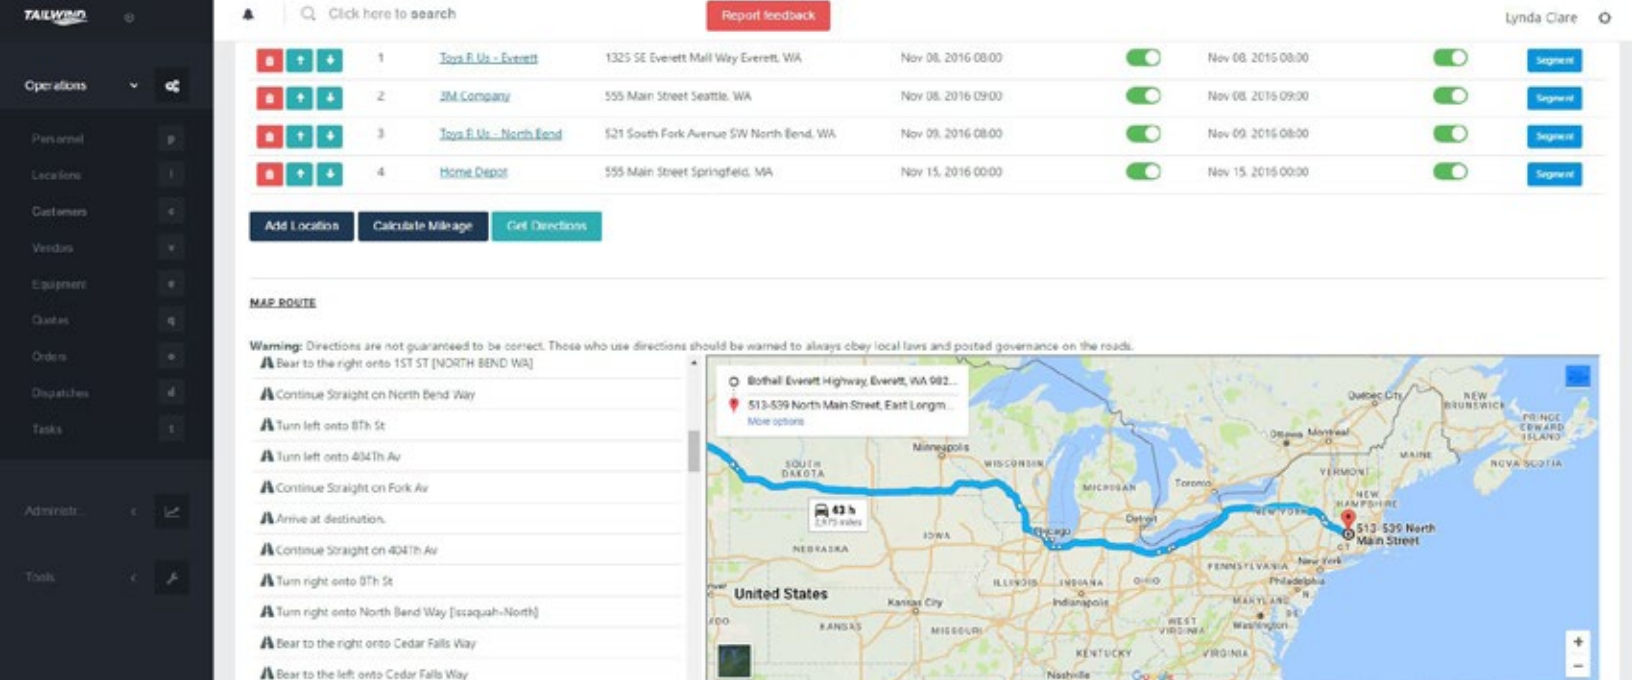 TAILWIND
Click here to search
Report feedback
Lynda Clare
Operations
Personnel p
Locations l
Customers c
Vendors v
Equipment e
Quotes q
Orders o
Dispatches d
Tasks t
Administr...
Tools
1 Toys R Us - Everett 1325 SE Everett Mall Way Everett, WA Nov 08, 2016 08:00 Nov 08, 2016 08:00 Segment
2 3M Company 555 Main Street Seattle, WA Nov 08, 2016 09:00 Nov 08, 2016 09:00 Segment
3 Toys R Us - North Bend 521 South Fork Avenue SW North Bend, WA Nov 09, 2016 08:00 Nov 09, 2016 08:00 Segment
4 Home Depot 555 Main Street Springfield, MA Nov 15, 2016 00:00 Nov 15, 2016 00:00 Segment
Add Location Calculate Mileage Get Directions
MAP ROUTE
Warning: Directions are not guaranteed to be correct. Those who use directions should be warned to always obey local laws and posted governance on the roads.
Bear to the right onto 1ST ST [NORTH BEND WA]
Continue Straight on North Bend Way
Turn left onto 8Th St
Turn left onto 404Th Av
Continue Straight on Fork Av
Arrive at destination.
Continue Straight on 404Th Av
Turn right onto 8Th St
Turn right onto North Bend Way [Issaquah-North]
Bear to the right onto Cedar Falls Way
Bear to the left onto Cedar Falls Way
Bothell Everett Highway, Everett, WA 982...
513-539 North Main Street, East Longm...
More options
Quebec City
NEW
BRUNSWICK
PRINCE
EDWARD
ISLAND
Ottawa
Montreal
MAINE
NOVA SCOTIA
Minneapolis
SOUTH
DAKOTA
WISCONSIN
VERMONT
MICHIGAN
Toronto
NEW
HAMPSHIRE
NEW YORK
43 h
2,975 miles
Detroit
513-539 North
Main Street
Chicago
IOWA
CT
NEBRASKA
PENNSYLVANIA
New York
ILLINOIS
INDIANA
OHIO
Philadelphia
United States
Kansas City
Indianapolis
MARYLAND
DE
KANSAS
MISSOURI
WEST
VIRGINIA
Washington
KENTUCKY
VIRGINIA
Nashville
Google